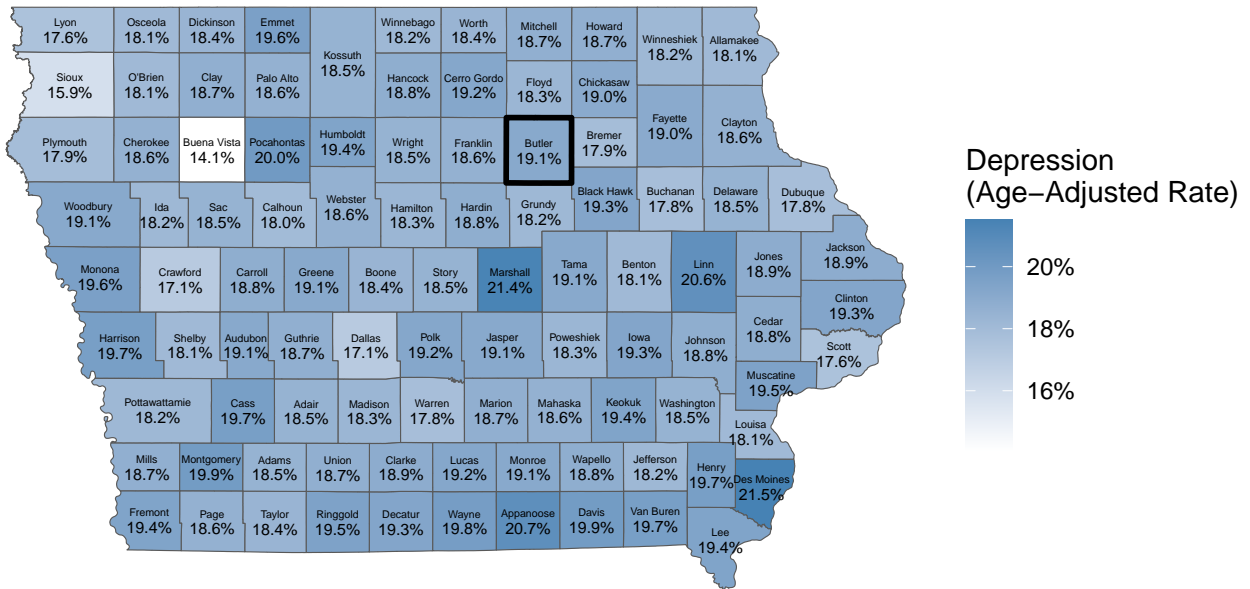 Lyon
17.6%
Osceola
18.1%
Dickinson
18.4%
Emmet
19.6%
Winnebago
18.2%
Worth
18.4%
Mitchell
18.7%
Howard
18.7%
Winneshiek
18.2%
Allamakee
18.1%
Kossuth
18.5%
Sioux
15.9%
O'Brien
18.1%
Clay
18.7%
Palo Alto
18.6%
Hancock
18.8%
Cerro Gordo
19.2%
Floyd
18.3%
Chickasaw
19.0%
Fayette
19.0%
Clayton
18.6%
Plymouth
17.9%
Cherokee
18.6%
Buena Vista
14.1%
Pocahontas
20.0%
Humboldt
19.4%
Wright
18.5%
Franklin
18.6%
Butler
19.1%
Bremer
17.9%
Woodbury
19.1%
Ida
18.2%
Sac
18.5%
Calhoun
18.0%
Webster
18.6%
Hamilton
18.3%
Hardin
18.8%
Grundy
18.2%
Black Hawk
19.3%
Buchanan
17.8%
Delaware
18.5%
Dubuque
17.8%
Monona
19.6%
Crawford
17.1%
Carroll
18.8%
Greene
19.1%
Boone
18.4%
Story
18.5%
Marshall
21.4%
Tama
19.1%
Benton
18.1%
Linn
20.6%
Jones
18.9%
Jackson
18.9%
Clinton
19.3%
Harrison
19.7%
Shelby
18.1%
Audubon
19.1%
Guthrie
18.7%
Dallas
17.1%
Polk
19.2%
Jasper
19.1%
Poweshiek
18.3%
Iowa
19.3%
Johnson
18.8%
Cedar
18.8%
Scott
17.6%
Muscatine
19.5%
Pottawattamie
18.2%
Cass
19.7%
Adair
18.5%
Madison
18.3%
Warren
17.8%
Marion
18.7%
Mahaska
18.6%
Keokuk
19.4%
Washington
18.5%
Louisa
18.1%
Mills
18.7%
Montgomery
19.9%
Adams
18.5%
Union
18.7%
Clarke
18.9%
Lucas
19.2%
Monroe
19.1%
Wapello
18.8%
Jefferson
18.2%
Henry
19.7%
Des Moines
21.5%
Fremont
19.4%
Page
18.6%
Taylor
18.4%
Ringgold
19.5%
Decatur
19.3%
Wayne
19.8%
Appanoose
20.7%
Davis
19.9%
Van Buren
19.7%
Lee
19.4%
Depression
(Age−Adjusted Rate)
20%
18%
16%